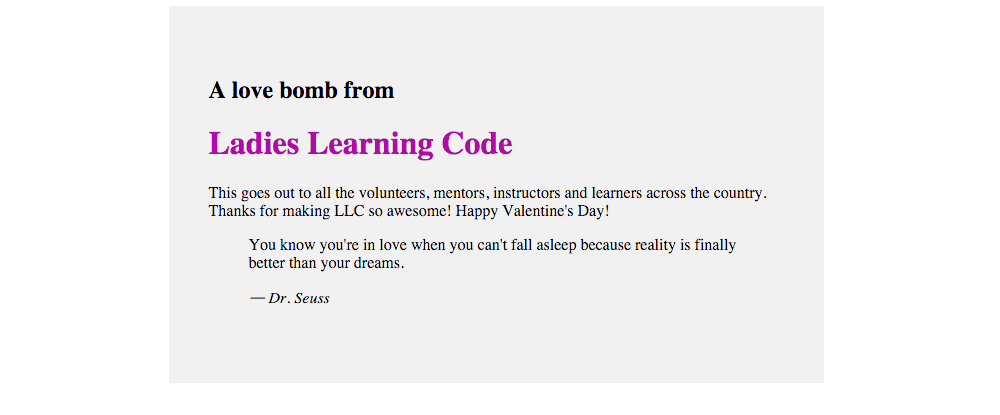 A love bomb from
Ladies Learning Code
This goes out to all the volunteers, mentors, instructors and learners across the country.
Thanks for making LLC so awesome! Happy Valentine's Day!
You know you're in love when you can't fall asleep because reality is finally
better than your dreams.
— Dr. Seuss